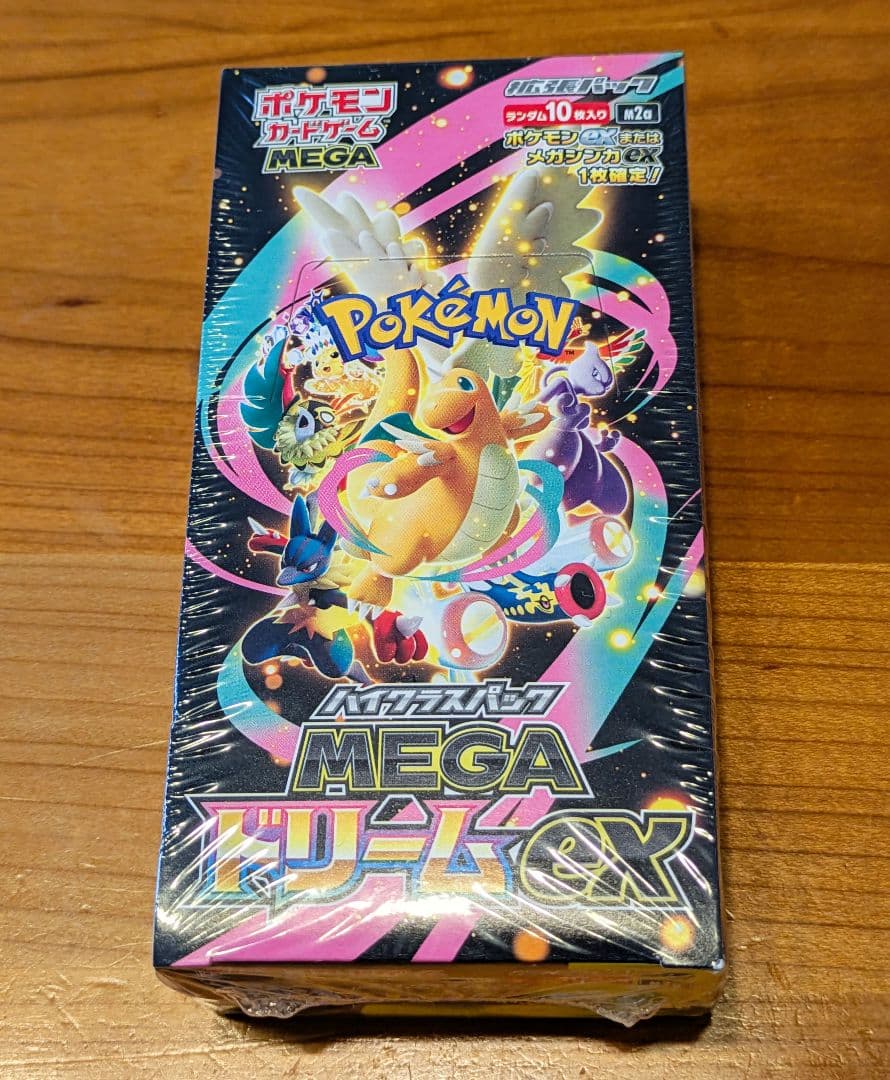 ポケモン
カードゲーム
MEGA
拡張パック
ランダム10枚入り M2a
ポケモンexまたは
メガシンカex
1枚確定!
POKÉMON
TM
ハイクラスパック
MEGA
ドリームex